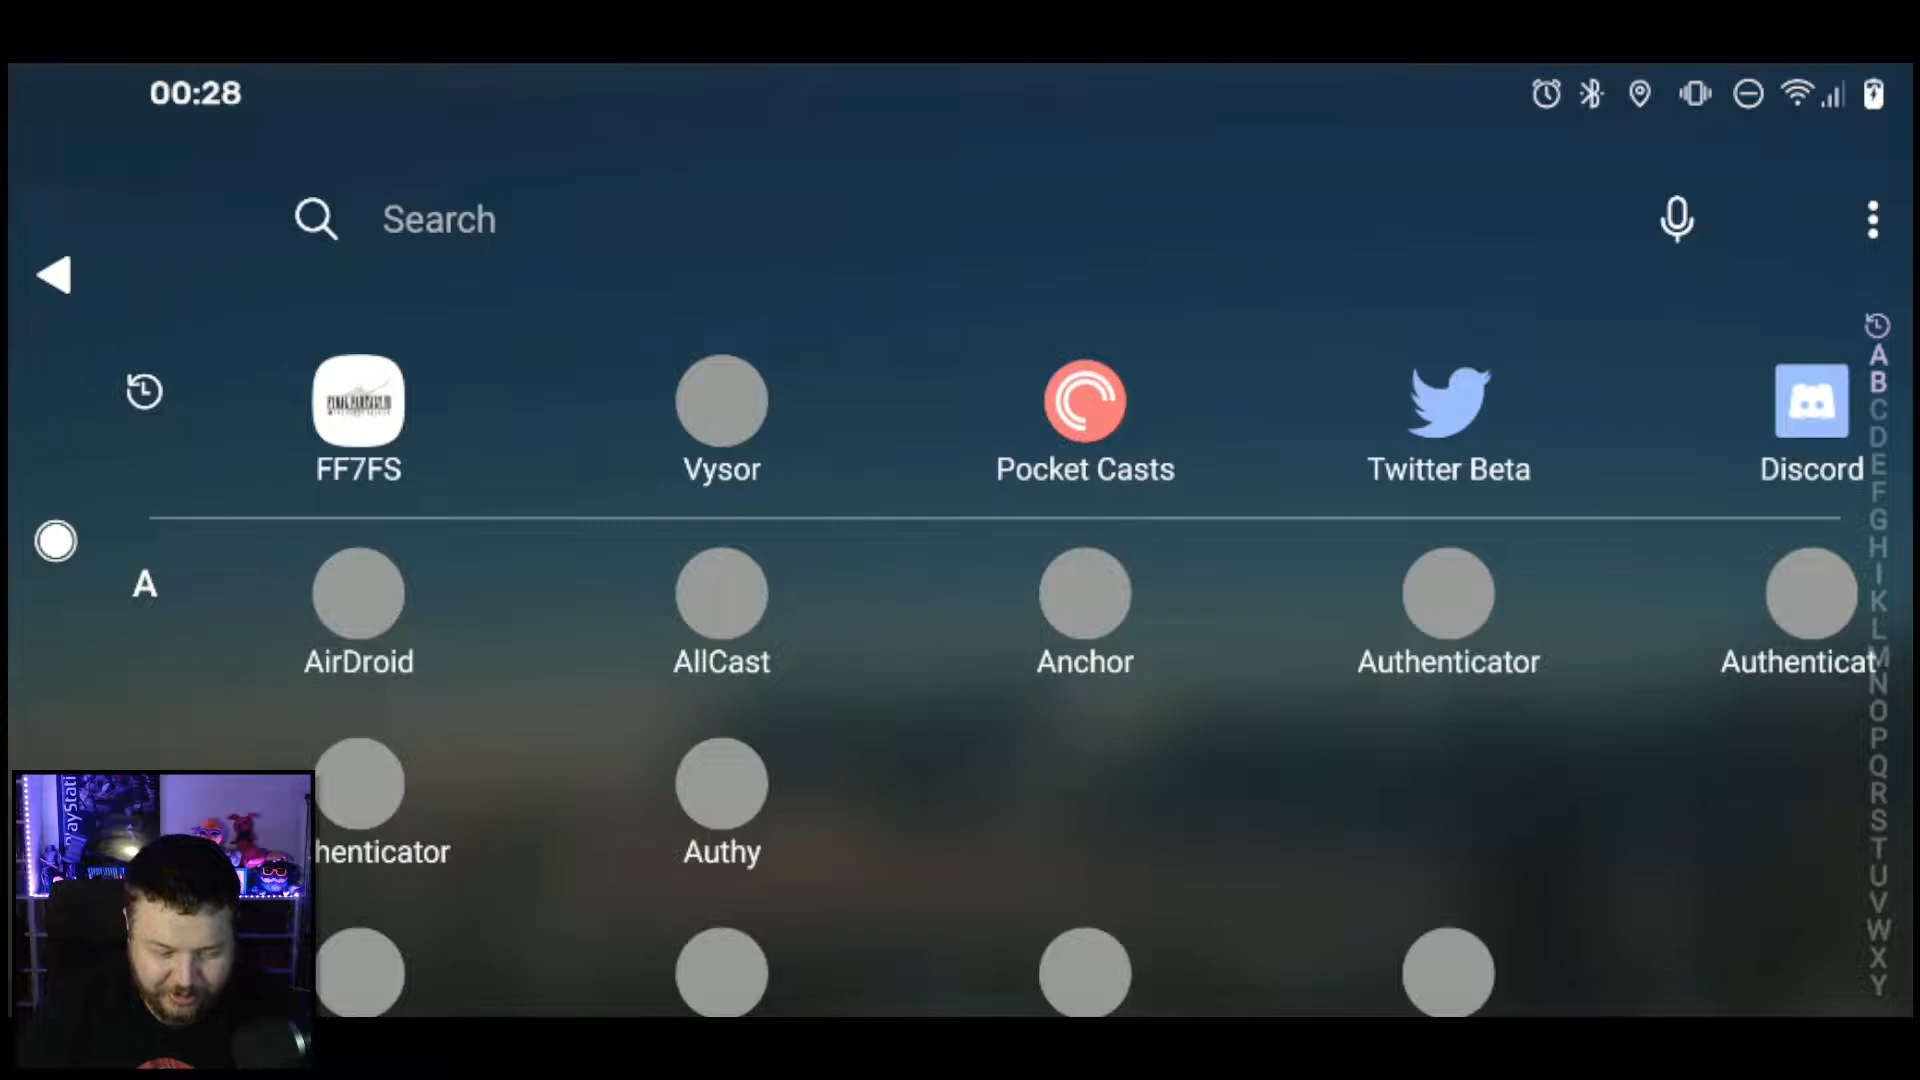 00:28
Search
FF7FS
Vysor
Pocket Casts
Twitter Beta
Discord
A
AirDroid
AllCast
Anchor
Authenticator
Authenticat
henticator
Authy
A
B
C
D
E
F
G
H
I
K
L
M
N
O
P
Q
R
S
T
U
V
W
X
Y